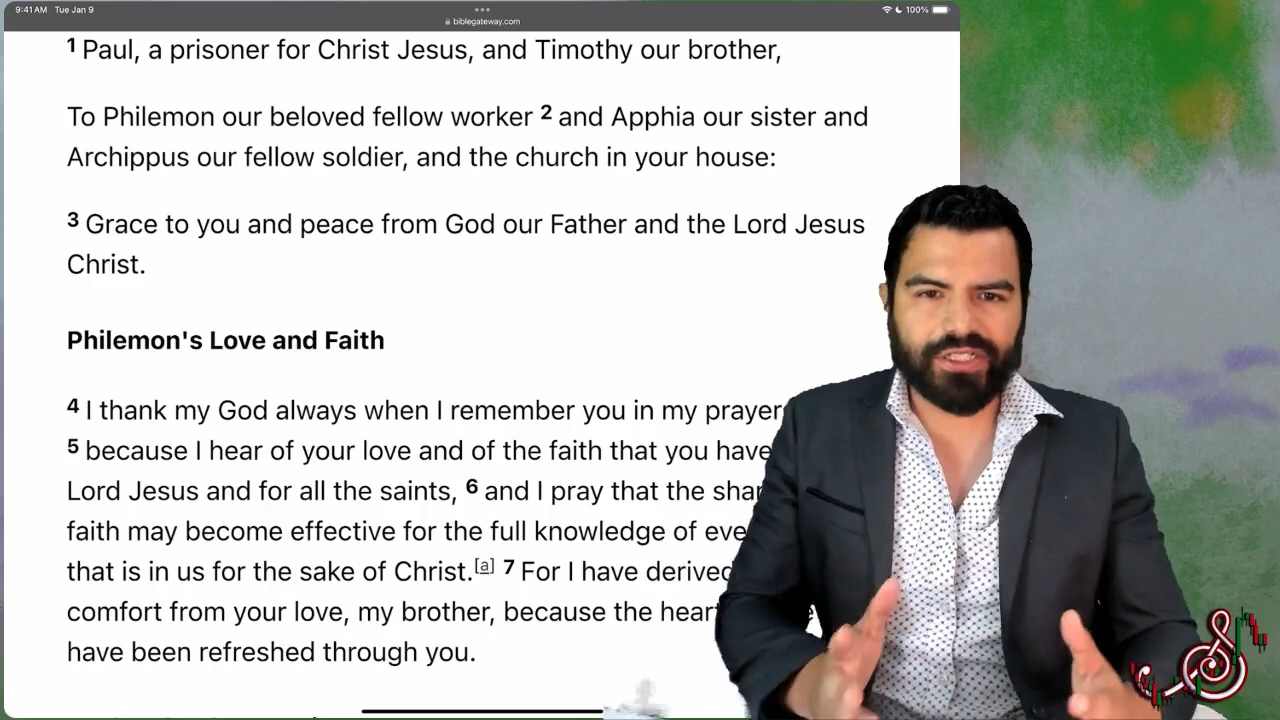 9:41 AM Tue Jan 9
100%
biblegateway.com
1 Paul, a prisoner for Christ Jesus, and Timothy our brother,
To Philemon our beloved fellow worker 2 and Apphia our sister and
Archippus our fellow soldier, and the church in your house:
3 Grace to you and peace from God our Father and the Lord Jesus
Christ.
Philemon's Love and Faith
4 I thank my God always when I remember you in my prayer
5 because I hear of your love and of the faith that you have
Lord Jesus and for all the saints, 6 and I pray that the
faith may become effective for the full knowledge of
that is in us for the sake of Christ.[a] 7 For I have derived
comfort from your love, my brother, because the heart
have been refreshed through you.